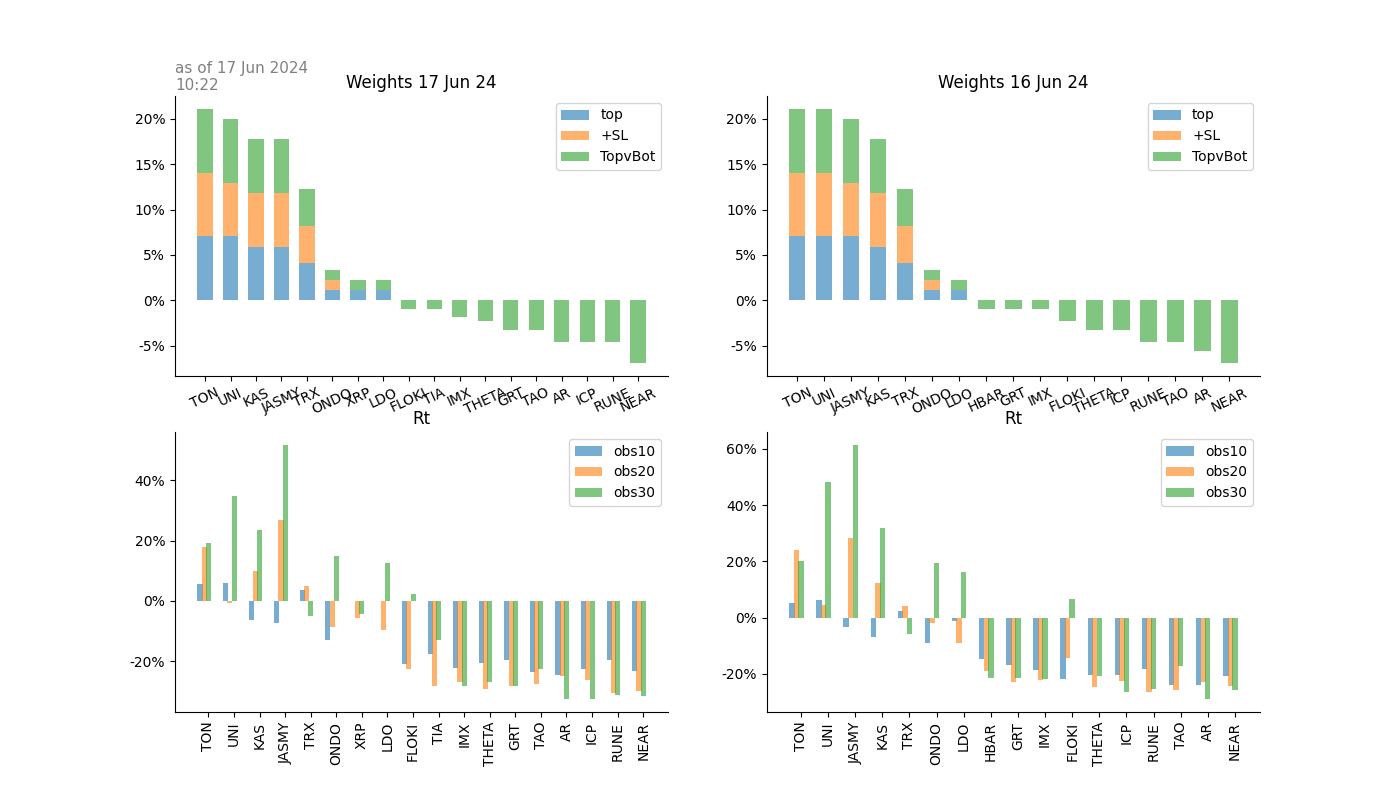 as of 17 Jun 2024
10:22
Weights 17 Jun 24
20%
15%
10%
5%
0%
-5%
top
+SL
TopvBot
TON
UNI
KAS
JASMY
TRX
ONDO
XRP
LDO
FLOKI
TIA
IMX
THETA
GRT
TAO
AR
ICP
RUNE
NEAR
Weights 16 Jun 24
20%
15%
10%
5%
0%
-5%
top
+SL
TopvBot
TON
UNI
JASMY
KAS
TRX
ONDO
LDO
HBAR
GRT
IMX
FLOKI
THETA
ICP
RUNE
TAO
AR
NEAR
Rt
40%
20%
0%
-20%
obs10
obs20
obs30
TON
UNI
KAS
JASMY
TRX
ONDO
XRP
LDO
FLOKI
TIA
IMX
THETA
GRT
TAO
AR
ICP
RUNE
NEAR
Rt
60%
40%
20%
0%
-20%
obs10
obs20
obs30
TON
UNI
JASMY
KAS
TRX
ONDO
LDO
HBAR
GRT
IMX
FLOKI
THETA
ICP
RUNE
TAO
AR
NEAR